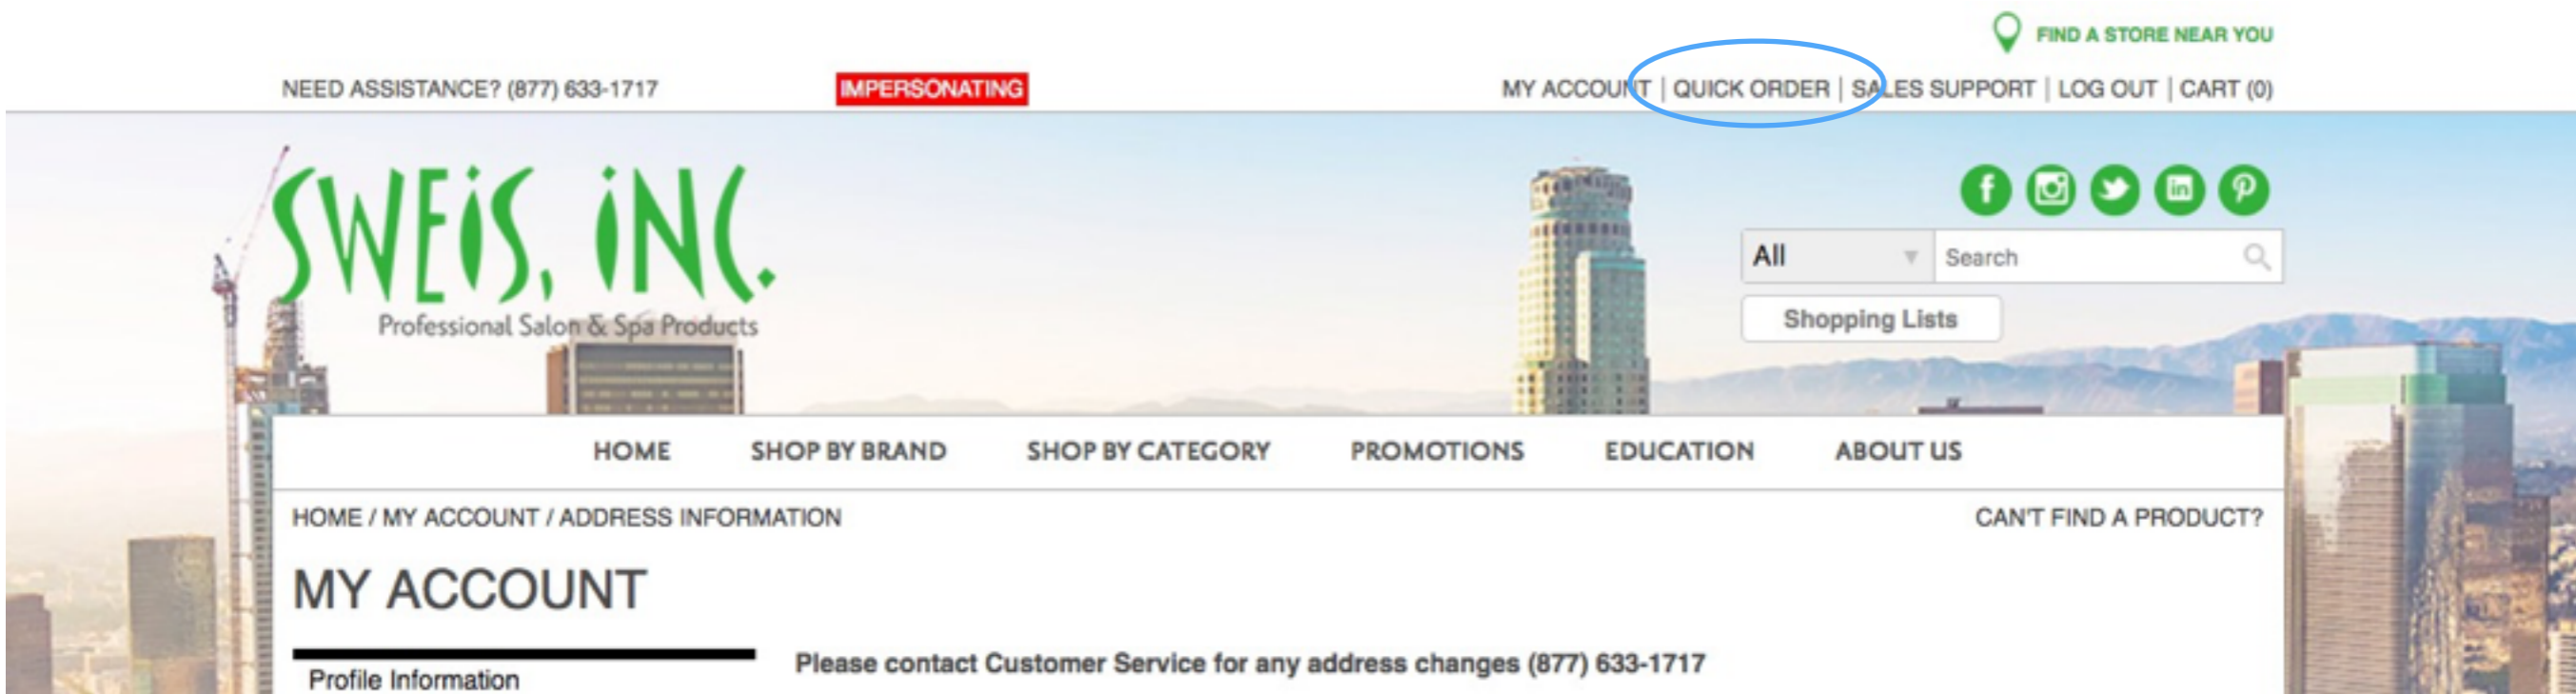 FIND A STORE NEAR YOU
NEED ASSISTANCE? (877) 633-1717 IMPERSONATING MY ACCOUNT | QUICK ORDER | SALES SUPPORT | LOG OUT | CART (0)
SWEiS, iNC.
Professional Salon & Spa Products
All Search
Shopping Lists
HOME SHOP BY BRAND SHOP BY CATEGORY PROMOTIONS EDUCATION ABOUT US
HOME / MY ACCOUNT / ADDRESS INFORMATION CAN'T FIND A PRODUCT?
MY ACCOUNT
Please contact Customer Service for any address changes (877) 633-1717
Profile Information